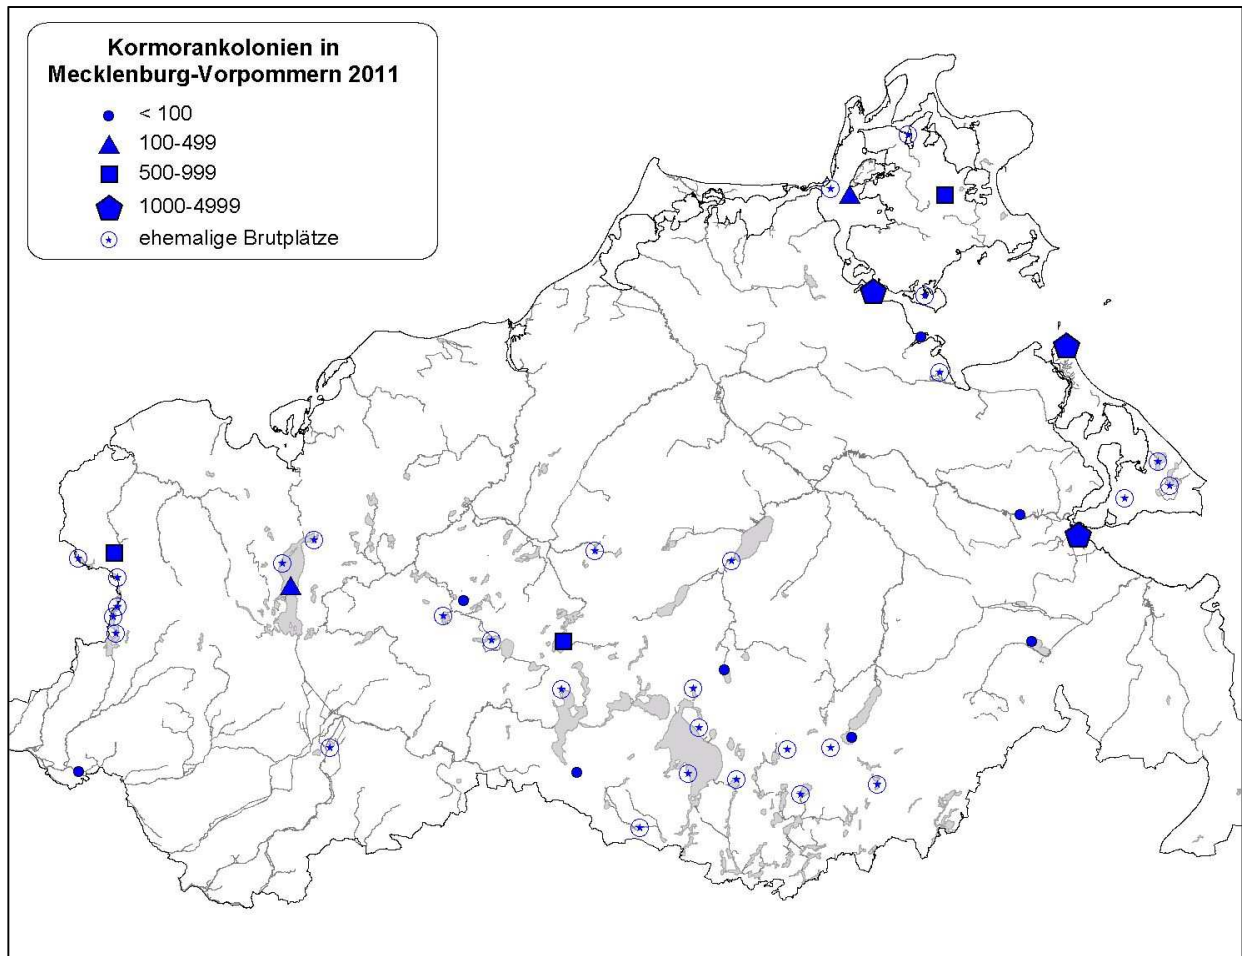 Kormorankolonien in
Mecklenburg-Vorpommern 2011
< 100
100-499
500-999
1000-4999
ehemalige Brutplätze